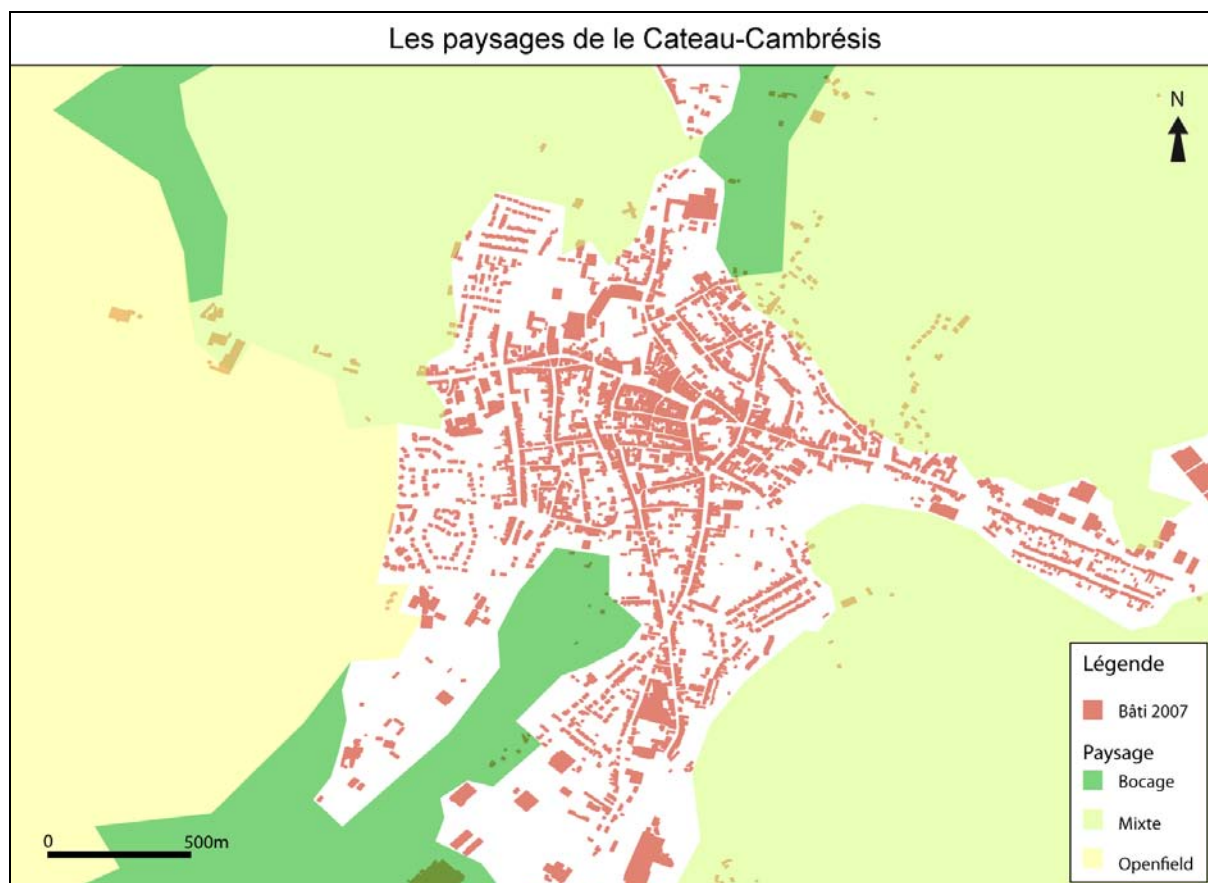 Les paysages de le Cateau-Cambrésis
N
Légende
Bâti 2007
Paysage
Bocage
Mixte
Openfield
0 500m